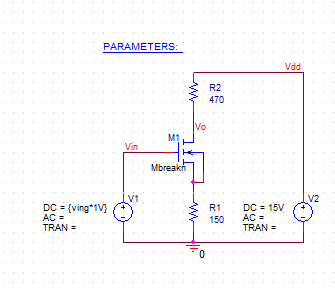 PARAMETERS:
Vdd
R2
470
Vo
M1
Vin
Mbreakn
V1
DC = {ving*1V}
AC =
TRAN =
R1
150
V2
DC = 15V
AC =
TRAN =
0